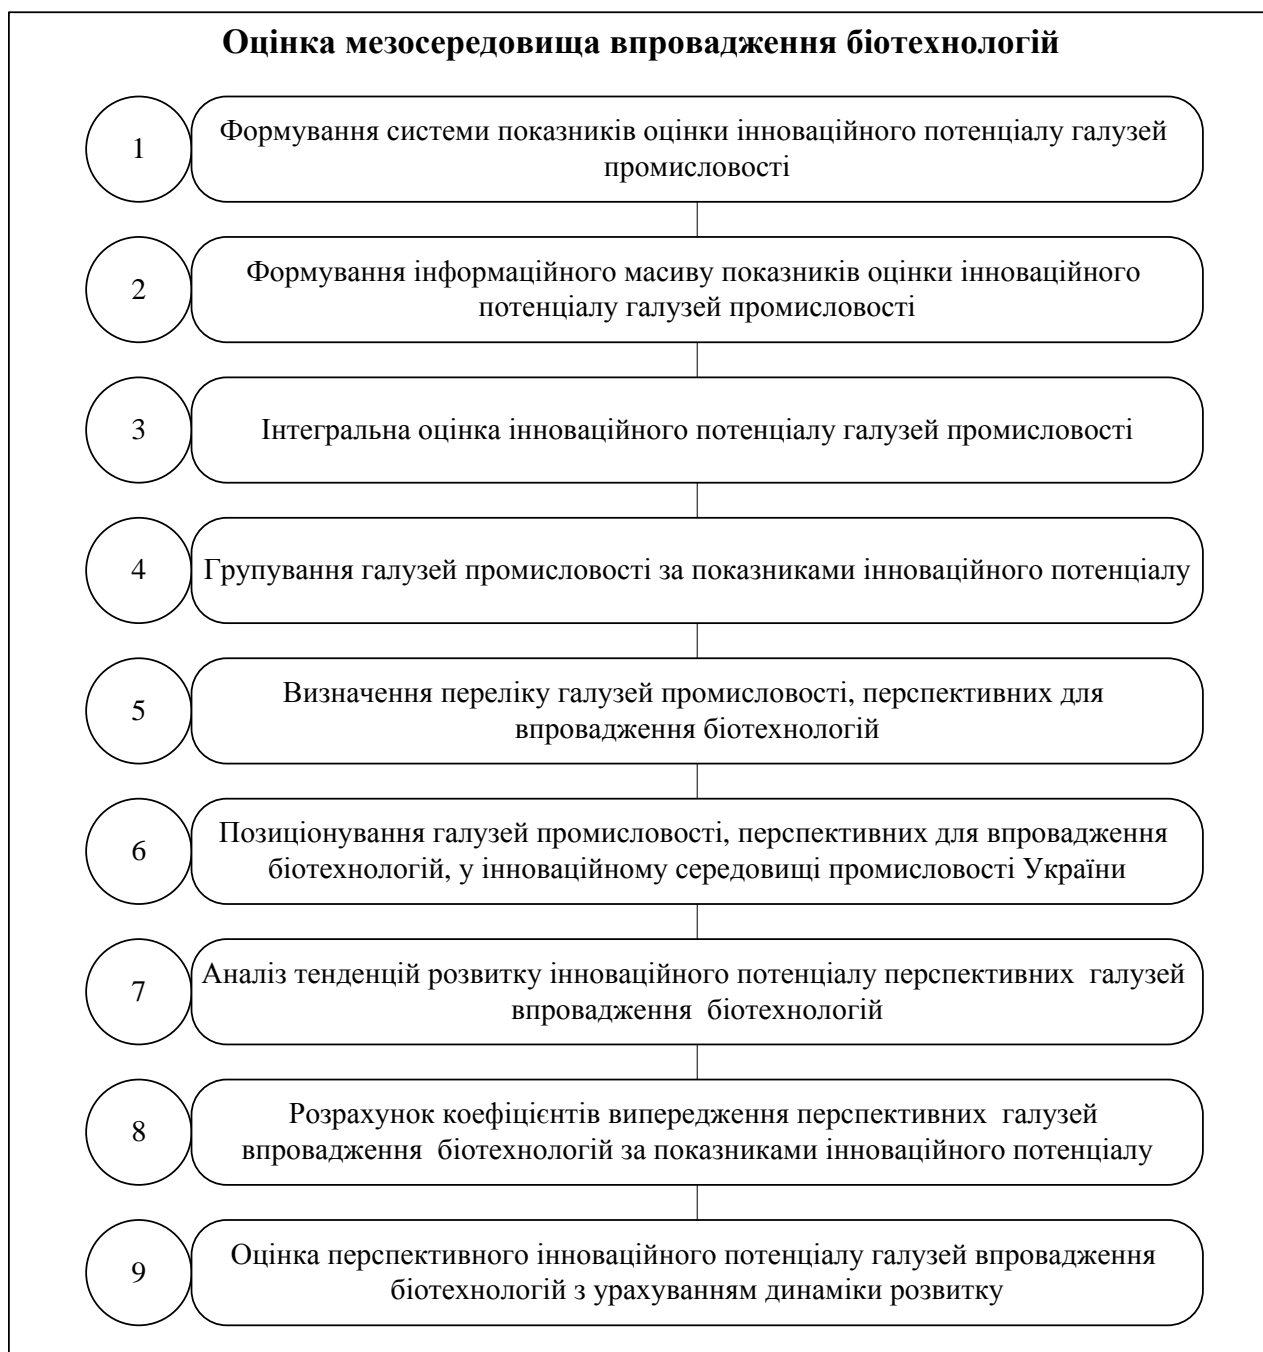 Оцінка мезосередовища впровадження біотехнологій
1
Формування системи показників оцінки інноваційного потенціалу галузей
промисловості
2
Формування інформаційного масиву показників оцінки інноваційного
потенціалу галузей промисловості
3
Інтегральна оцінка інноваційного потенціалу галузей промисловості
4
Групування галузей промисловості за показниками інноваційного потенціалу
5
Визначення переліку галузей промисловості, перспективних для
впровадження біотехнологій
6
Позиціонування галузей промисловості, перспективних для впровадження
біотехнологій, у інноваційному середовищі промисловості України
7
Аналіз тенденцій розвитку інноваційного потенціалу перспективних  галузей
впровадження  біотехнологій
8
Розрахунок коефіцієнтів випередження перспективних  галузей
впровадження  біотехнологій за показниками інноваційного потенціалу
9
Оцінка перспективного інноваційного потенціалу галузей впровадження
біотехнологій з урахуванням динаміки розвитку